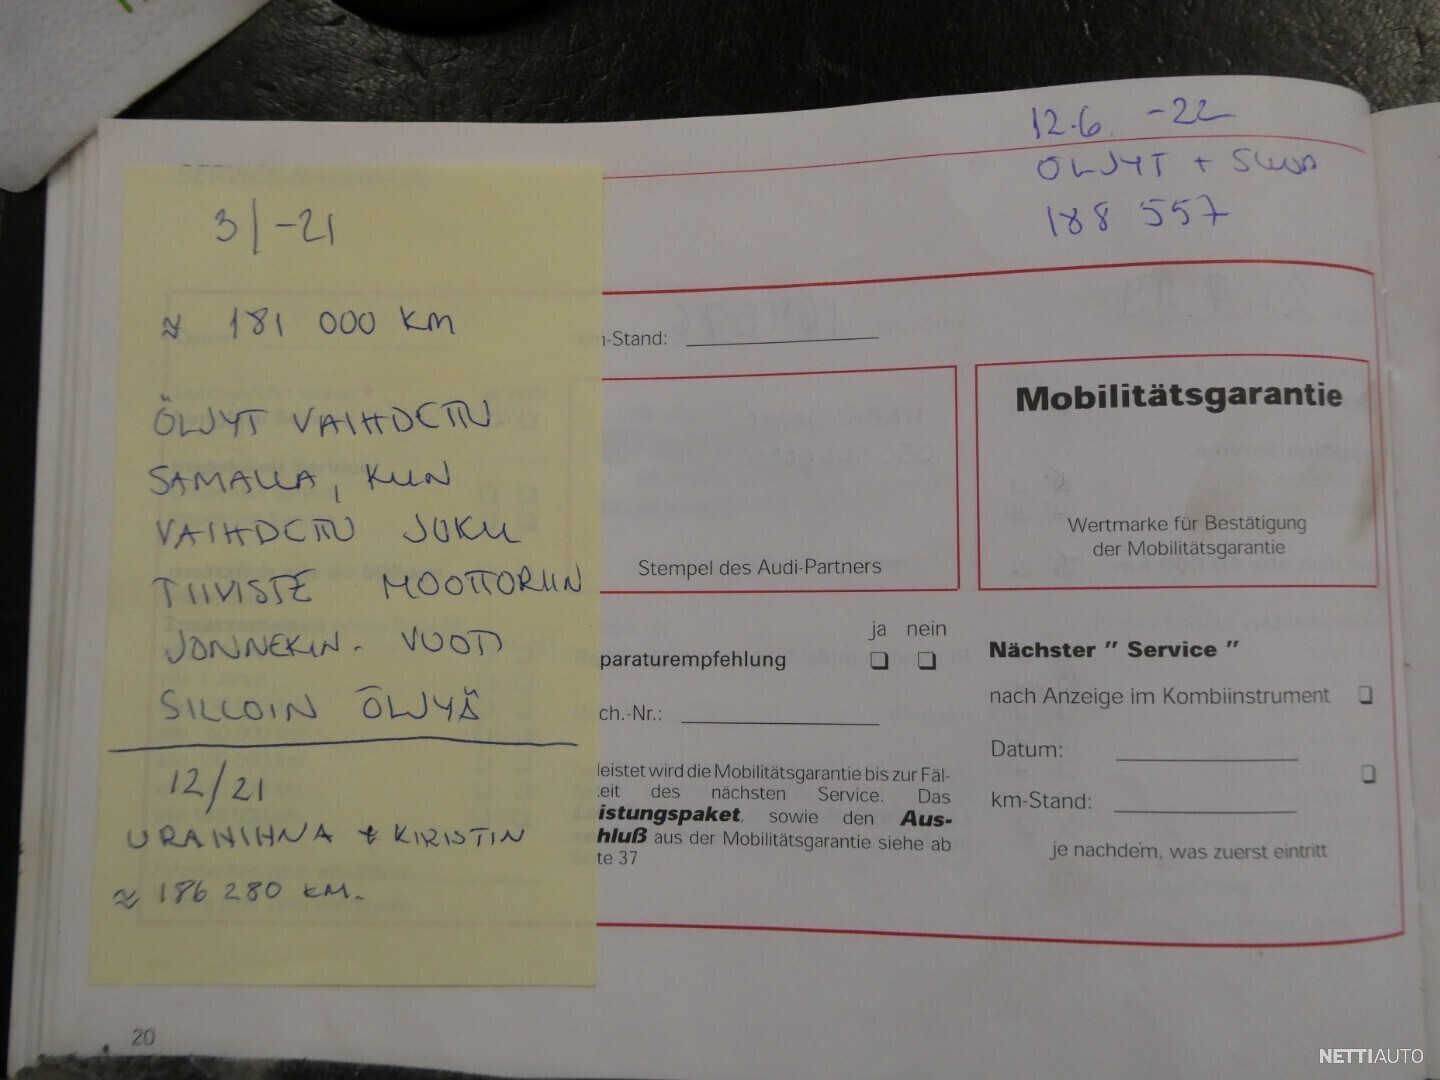 3/-21
≈ 181 000 KM
ÖLJYT VAIHDETTU
SAMALLA, KUN
VAIHDETTU JOKU
TIIVISTE MOOTTORIIN
JONNEKIN. VUOTI
SILLOIN ÖLJYÄ
12/21
URAHIHNA + KIRISTIN
≈ 186 280 KM.
12.6. -22
ÖLJYT + SUOD
188 557
m-Stand:
Stempel des Audi-Partners
Mobilitätsgarantie
Wertmarke für Bestätigung
der Mobilitätsgarantie
ja nein
paraturempfehlung
ch.-Nr.:
leistet wird die Mobilitätsgarantie bis zur Fäl-
keit des nächsten Service. Das
istungspaket, sowie den Aus-
hluß aus der Mobilitätsgarantie siehe ab
te 37
Nächster " Service "
nach Anzeige im Kombiinstrument
Datum:
km-Stand:
je nachdem, was zuerst eintritt
20
NETTIAUTO